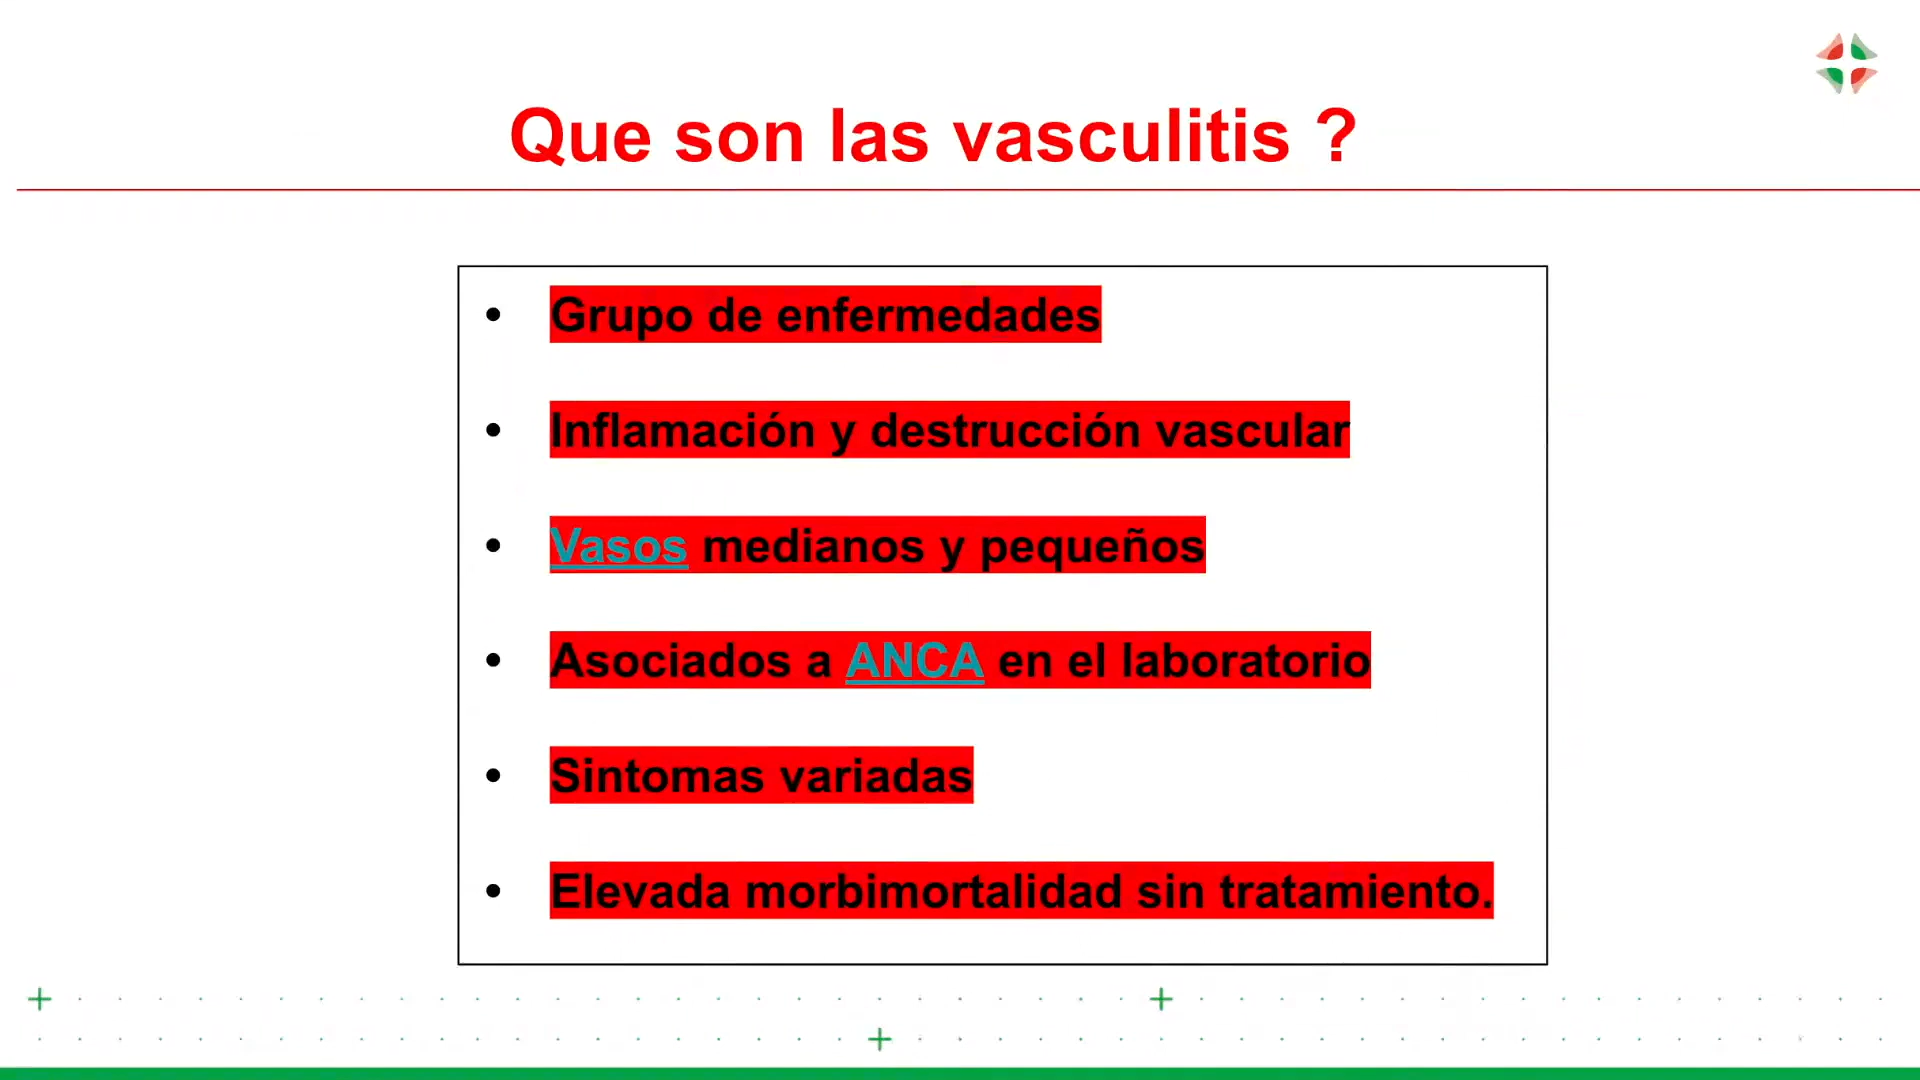 Que son las vasculitis ?
• Grupo de enfermedades
• Inflamación y destrucción vascular
• Vasos medianos y pequeños
• Asociados a ANCA en el laboratorio
• Sintomas variadas
• Elevada morbimortalidad sin tratamiento.